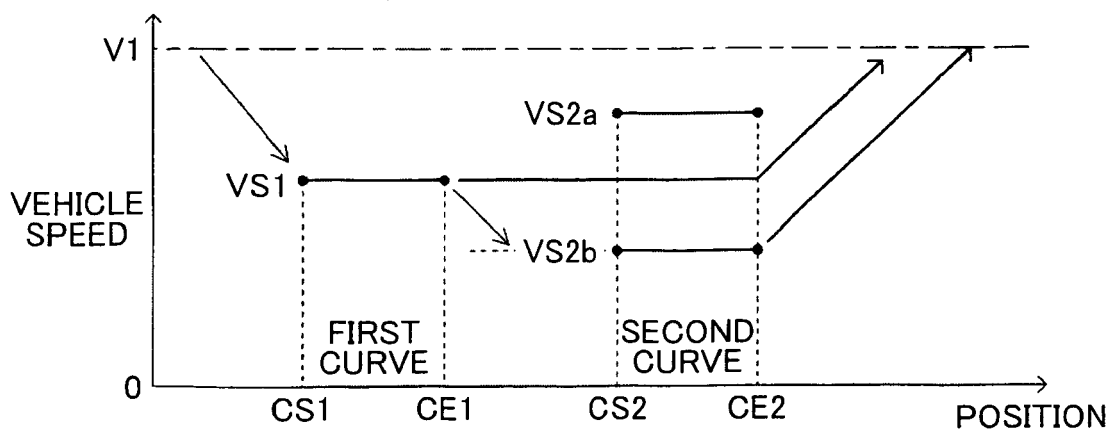 V1
VS2a
VS1
VEHICLE
SPEED
VS2b
FIRST
CURVE
SECOND
CURVE
0
CS1
CE1
CS2
CE2
POSITION